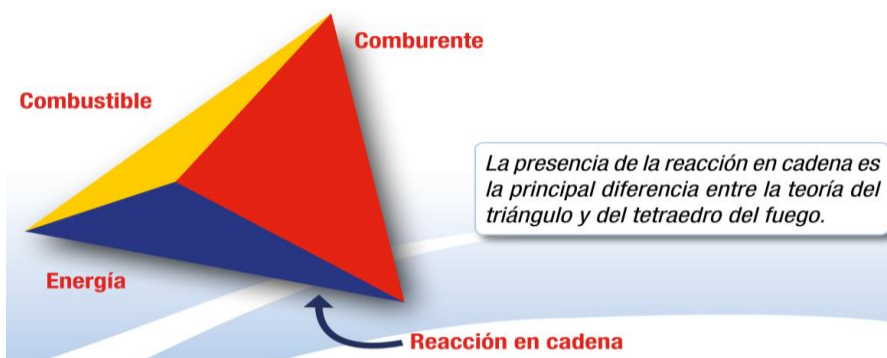 Comburente
Combustible
La presencia de la reacción en cadena es
la principal diferencia entre la teoría del
triángulo y del tetraedro del fuego.
Energía
Reacción en cadena